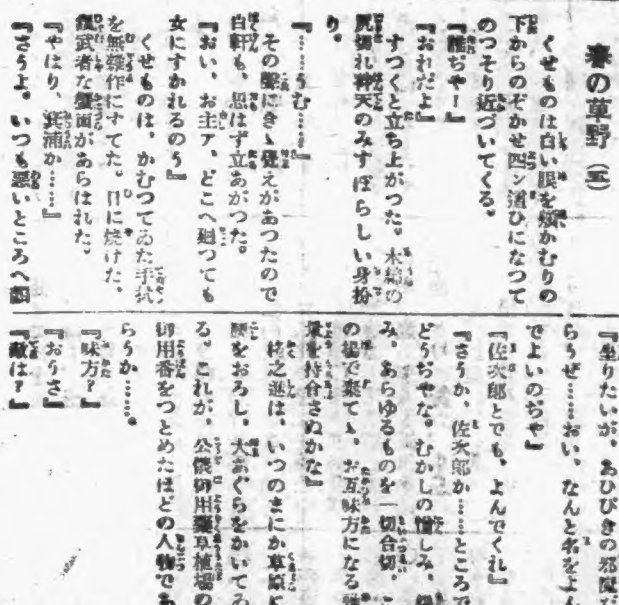 春の草野(五)
くせものは白い眼を頬かむりの
下からのぞかせ四ン這ひになつて
のつそり近づいてくる。
『誰ぢや!』
『おれだよ』
すつくと立ち上がつた。木綿の
尻切れ袢天のみすぼらしい身扮
り。
『……うむ……』
その聲にきゝ覺えがあつたので
白軒も、思はず立あがつた。
『おい、お主ァ、どこへ廻つても
女にすかれるのう』
くせものは、かむつてゐた手拭
を無雜作にすてた。日に燒けた、
武者な面があらはれた。
『やはり、箕浦か……』
『さうよ。いつも惡いところへ顔
『坐りたいが、あひびきの邪魔だ
らうぜ……おい、なんと名をよん
でよいのぢや』
『佐次郎とでも、よんでくれ』
『さうか、佐次郎か……ところで
どうぢやな。むかしの憎しみ、
み、あらゆるものを一切合切、こ
の場で棄てゝ、お互味方になる
を持合さぬかな』
之進は、いつのまにか草原に
腰をおろし、大あぐらをかいてゐ
る。これが、公儀御用藥草植場の
御用番をつとめたほどの人物であ
らうか……。
『味方?』
『おうさ』
『敵は?』